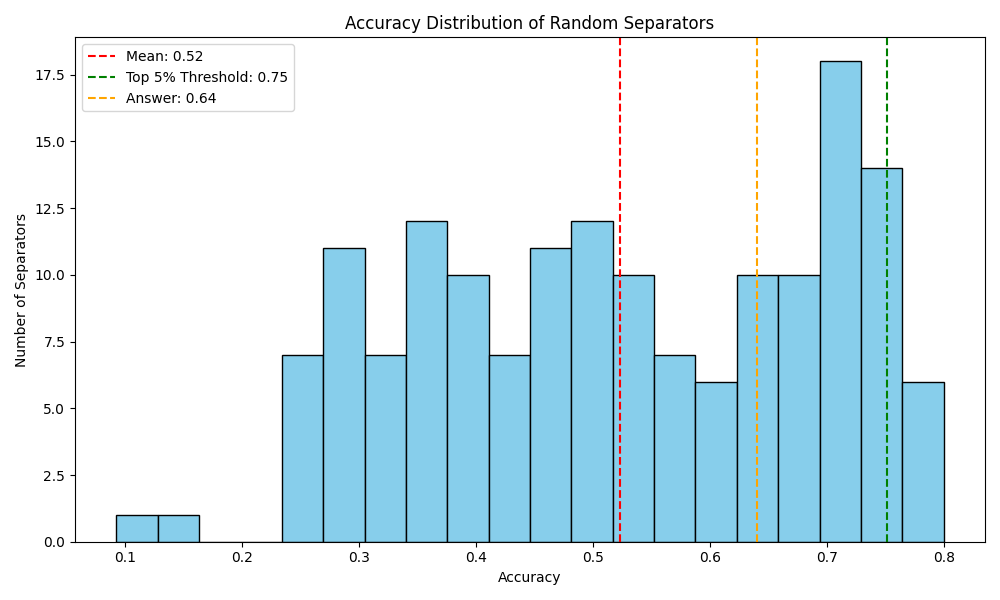 Accuracy Distribution of Random Separators
Mean: 0.52
Top 5% Threshold: 0.75
Answer: 0.64
Number of Separators
17.5
15.0
12.5
10.0
7.5
5.0
2.5
0.0
0.1 0.2 0.3 0.4 0.5 0.6 0.7 0.8
Accuracy